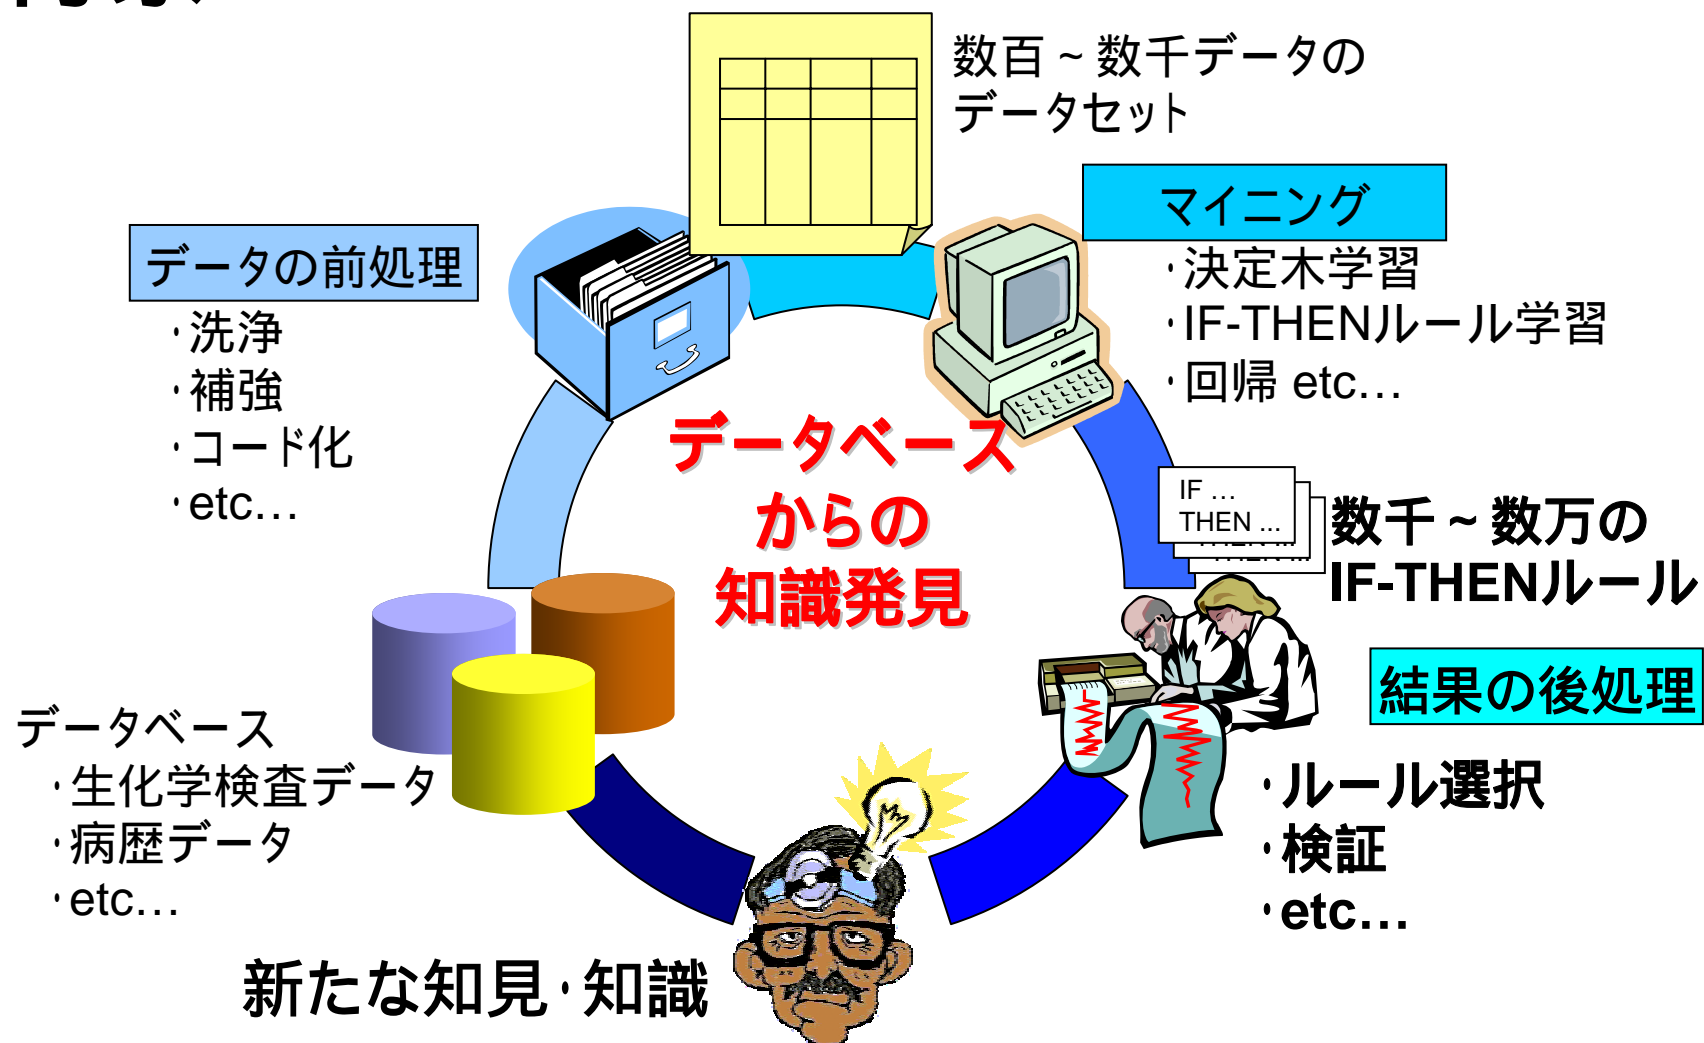 数百~数千データの
データセット
マイニング
・決定木学習
・IF-THENルール学習
・回帰 etc…
データの前処理
・洗浄
・補強
・コード化
・etc…
データベース
からの
知識発見
IF …
THEN ...
数千~数万の
IF-THENルール
結果の後処理
・ルール選択
・検証
・etc…
データベース
・生化学検査データ
・病歴データ
・etc…
新たな知見・知識